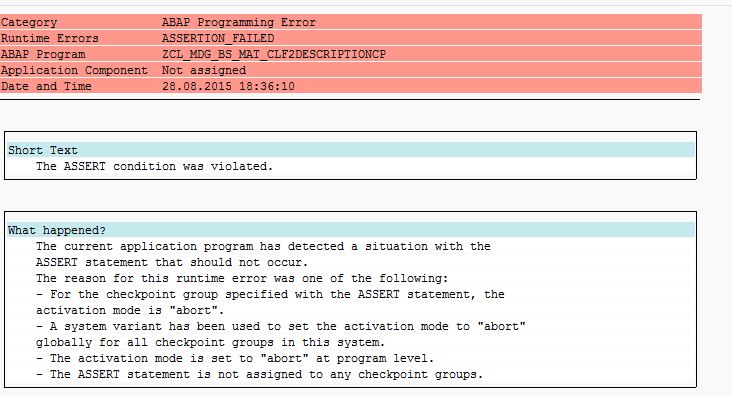 Category ABAP Programming Error
Runtime Errors ASSERTION_FAILED
ABAP Program ZCL_MDG_BS_MAT_CLF2DESCRIPTIONCP
Application Component Not assigned
Date and Time 28.08.2015 18:36:10
Short Text
The ASSERT condition was violated.
What happened?
The current application program has detected a situation with the
ASSERT statement that should not occur.
The reason for this runtime error was one of the following:
- For the checkpoint group specified with the ASSERT statement, the
activation mode is "abort".
- A system variant has been used to set the activation mode to "abort"
globally for all checkpoint groups in this system.
- The activation mode is set to "abort" at program level.
- The ASSERT statement is not assigned to any checkpoint groups.